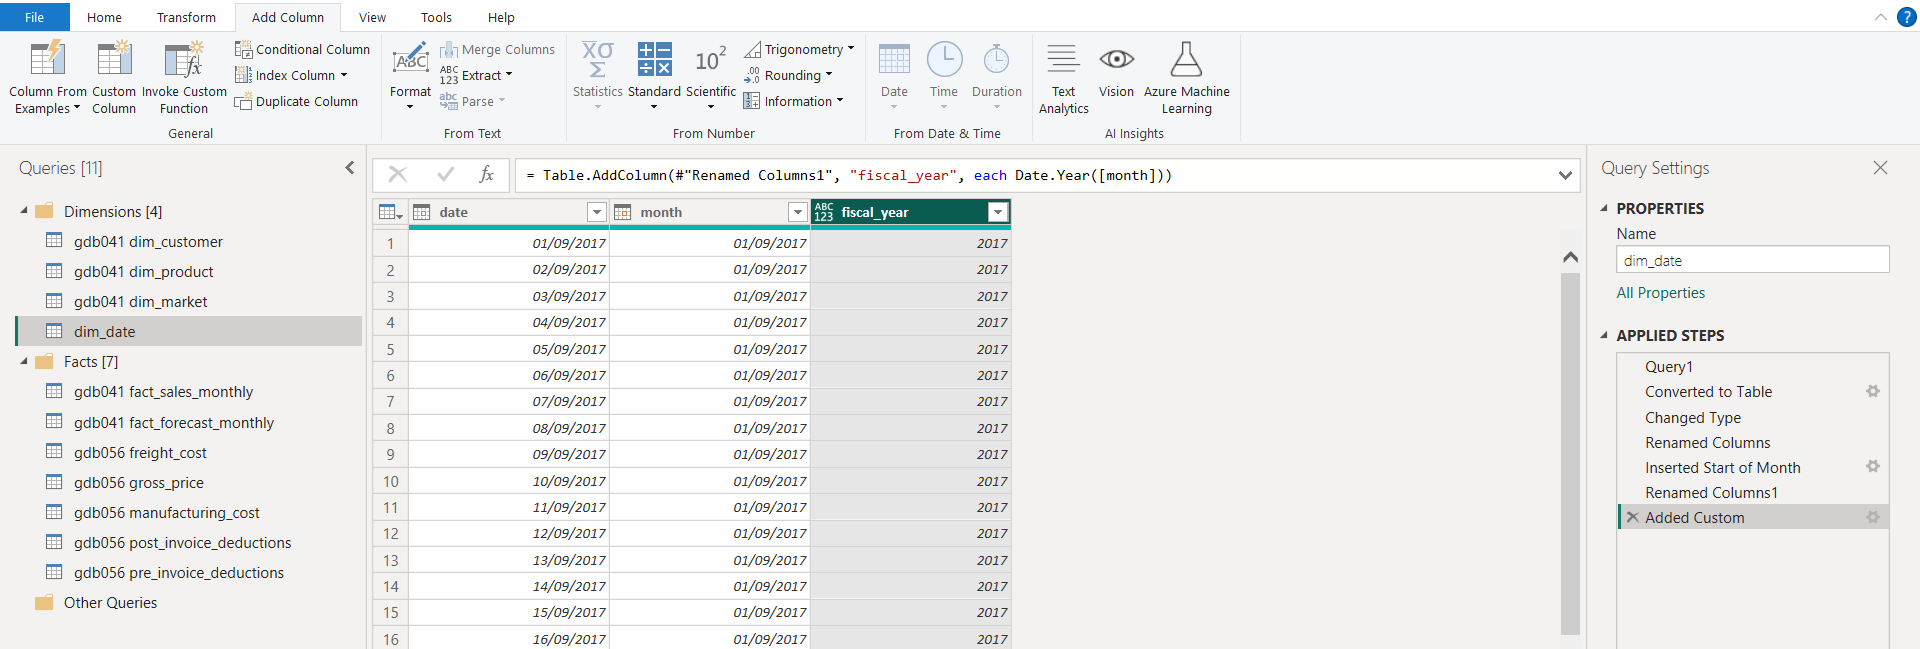 File Home Transform Add Column View Tools Help
?
Column From Examples
Custom Column
Invoke Custom Function
Conditional Column
Index Column
Duplicate Column
General
ABC
Format
Merge Columns
ABC 123 Extract
abc Parse
From Text
XΣσ Statistics
Standard
10² Scientific
Trigonometry
.00 →.0 Rounding
Information
From Number
Date
Time
Duration
From Date & Time
Text Analytics
Vision
Azure Machine Learning
AI Insights
Queries [11]
Dimensions [4]
gdb041 dim_customer
gdb041 dim_product
gdb041 dim_market
dim_date
Facts [7]
gdb041 fact_sales_monthly
gdb041 fact_forecast_monthly
gdb056 freight_cost
gdb056 gross_price
gdb056 manufacturing_cost
gdb056 post_invoice_deductions
gdb056 pre_invoice_deductions
Other Queries
fx = Table.AddColumn(#"Renamed Columns1", "fiscal_year", each Date.Year([month]))
date month ABC 123 fiscal_year
1 01/09/2017 01/09/2017 2017
2 02/09/2017 01/09/2017 2017
3 03/09/2017 01/09/2017 2017
4 04/09/2017 01/09/2017 2017
5 05/09/2017 01/09/2017 2017
6 06/09/2017 01/09/2017 2017
7 07/09/2017 01/09/2017 2017
8 08/09/2017 01/09/2017 2017
9 09/09/2017 01/09/2017 2017
10 10/09/2017 01/09/2017 2017
11 11/09/2017 01/09/2017 2017
12 12/09/2017 01/09/2017 2017
13 13/09/2017 01/09/2017 2017
14 14/09/2017 01/09/2017 2017
15 15/09/2017 01/09/2017 2017
16 16/09/2017 01/09/2017 2017
Query Settings
PROPERTIES
Name
dim_date
All Properties
APPLIED STEPS
Query1
Converted to Table
Changed Type
Renamed Columns
Inserted Start of Month
Renamed Columns1
Added Custom